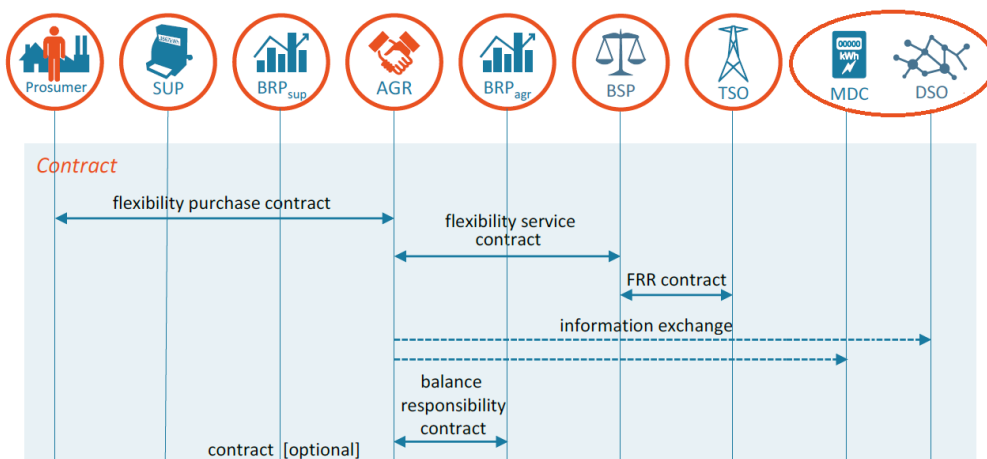 Prosumer
SUP
BRPsup
AGR
BRPagr
BSP
TSO
00000
kWh
MDC
DSO
Contract
flexibility purchase contract
flexibility service
contract
FRR contract
information exchange
balance
responsibility
contract
contract [optional]